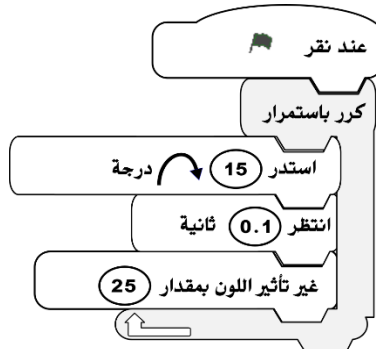 عند نقر
كرر باستمرار
استدر 15 درجة
انتظر 0.1 ثانية
غير تأثير اللون بمقدار 25